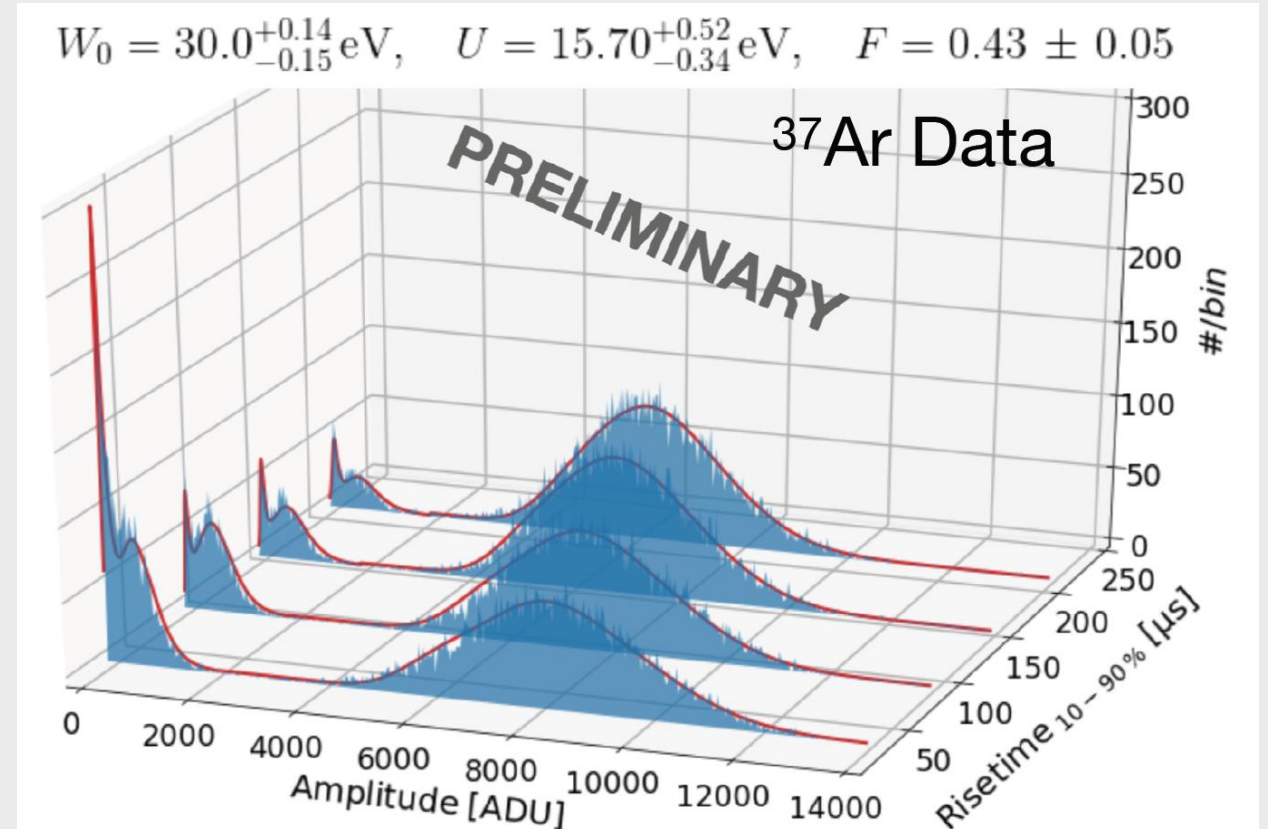 W₀ = 30.0⁺⁰·¹⁴₋₀.₁₅ eV, U = 15.70⁺⁰·⁵²₋₀.₃₄ eV, F = 0.43 ± 0.05
³⁷Ar Data
PRELIMINARY
300
250
200
150
100
50
0
#/bin
250
200
150
100
50
Risetime 10 − 90 % [µs]
0 2000 4000 6000 8000 10000 12000 14000
Amplitude [ADU]